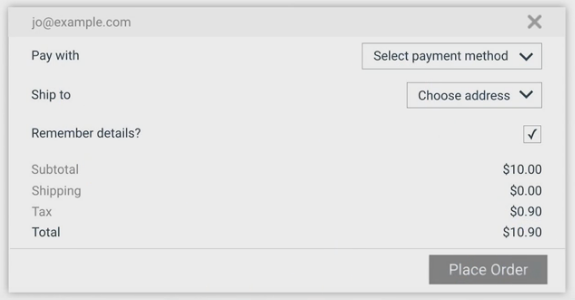 jo@example.com
Pay with Select payment method
Ship to Choose address
Remember details?
Subtotal $10.00
Shipping $0.00
Tax $0.90
Total $10.90
Place Order